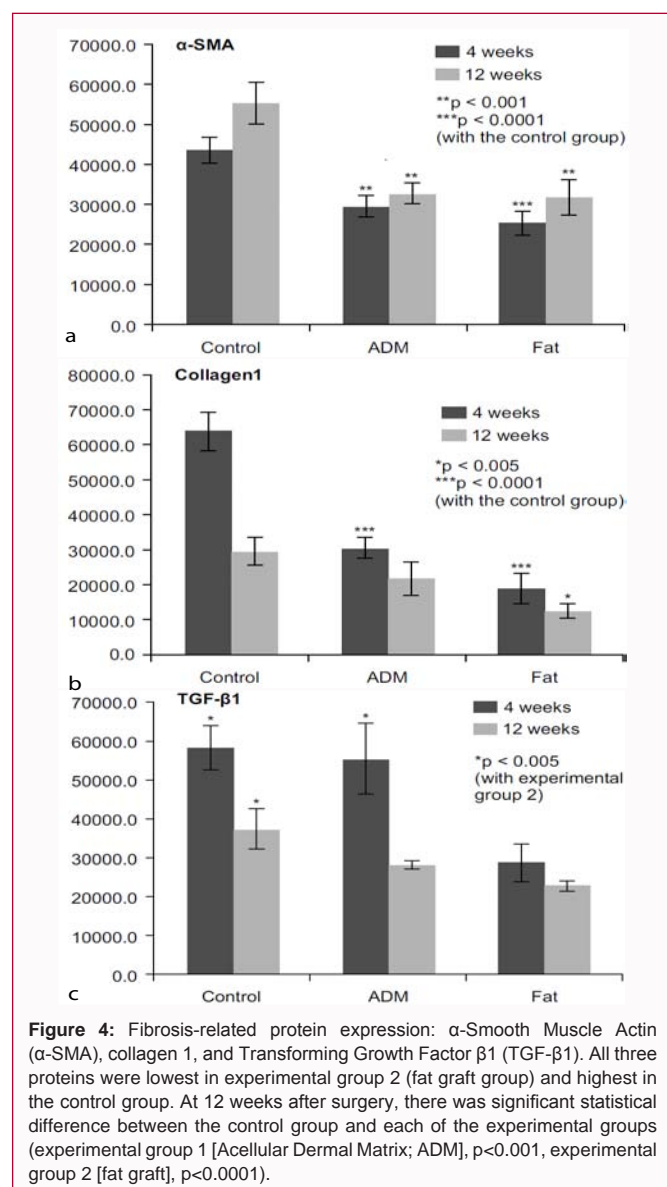 α-SMA
70000.0
60000.0
50000.0
40000.0
30000.0
20000.0
10000.0
0.0
4 weeks
12 weeks
**p < 0.001
***p < 0.0001
(with the control group)
** ** *** **
a
Control ADM Fat
Collagen1
80000.0
70000.0
60000.0
50000.0
40000.0
30000.0
20000.0
10000.0
0.0
4 weeks
12 weeks
*p < 0.005
***p < 0.0001
(with the control group)
*** *** *
b
Control ADM Fat
TGF-β1
70000.0
60000.0
50000.0
40000.0
30000.0
20000.0
10000.0
0.0
4 weeks
12 weeks
*p < 0.005
(with experimental
group 2)
* * *
c
Control ADM Fat
Figure 4: Fibrosis-related protein expression: α-Smooth Muscle Actin
(α-SMA), collagen 1, and Transforming Growth Factor β1 (TGF-β1). All three
proteins were lowest in experimental group 2 (fat graft group) and highest in
the control group. At 12 weeks after surgery, there was significant statistical
difference between the control group and each of the experimental groups
(experimental group 1 [Acellular Dermal Matrix; ADM], p<0.001, experimental
group 2 [fat graft], p<0.0001).